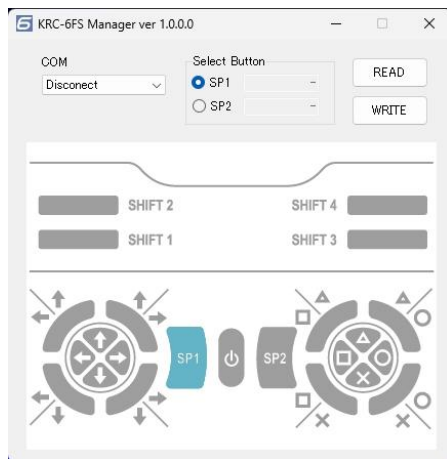 KRC-6FS Manager ver 1.0.0.0
COM
Disconect
Select Button
SP1 -
SP2 -
READ
WRITE
SHIFT 2
SHIFT 4
SHIFT 1
SHIFT 3
SP1
SP2